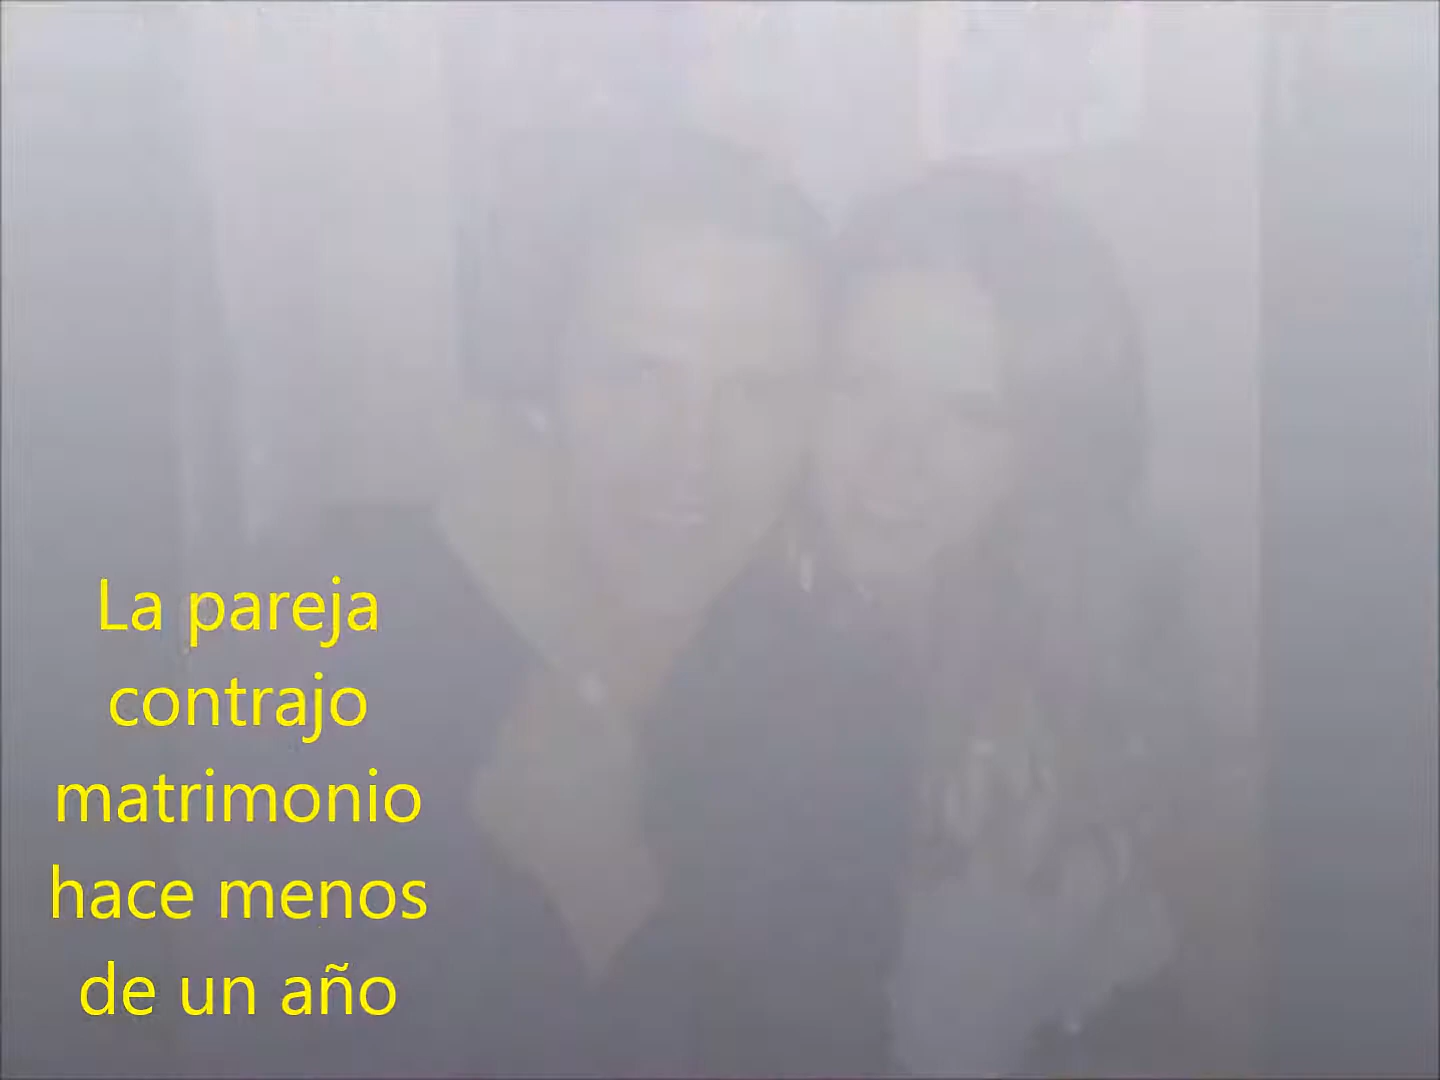 La pareja
contrajo
matrimonio
hace menos
de un año